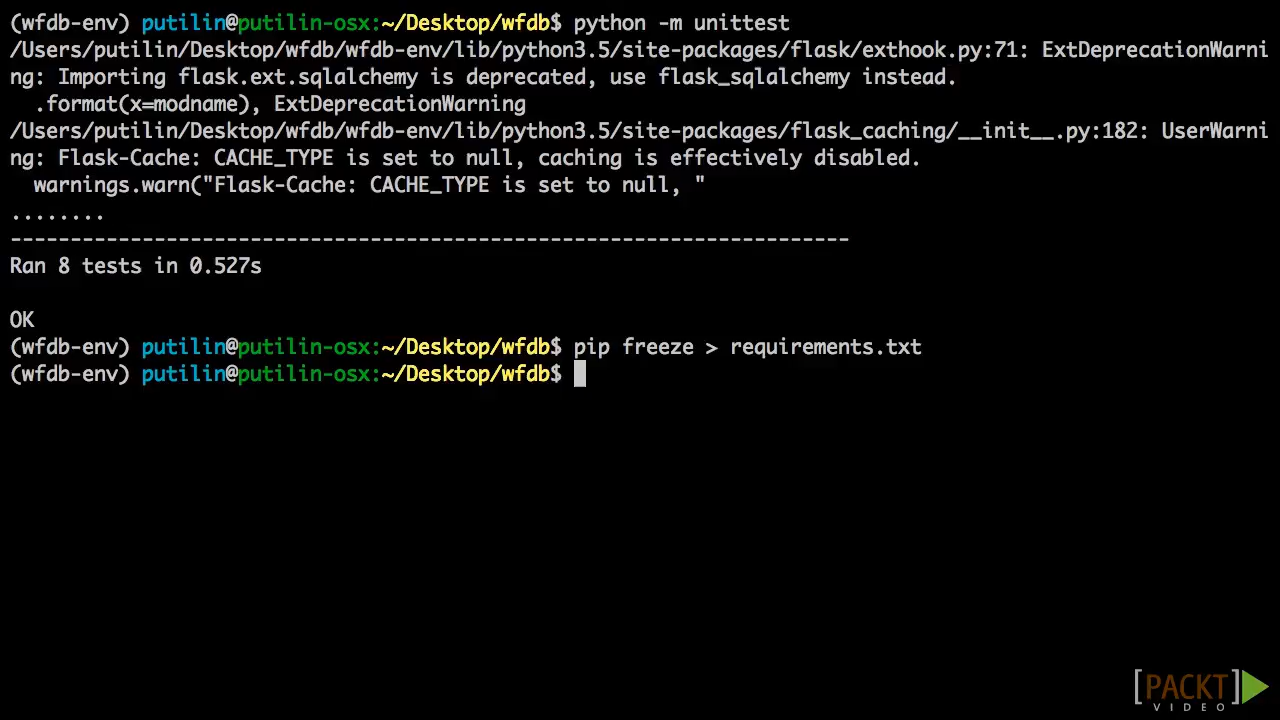 (wfdb-env) putilin@putilin-osx:~/Desktop/wfdb$ python -m unittest
/Users/putilin/Desktop/wfdb/wfdb-env/lib/python3.5/site-packages/flask/exthook.py:71: ExtDeprecationWarni
ng: Importing flask.ext.sqlalchemy is deprecated, use flask_sqlalchemy instead.
  .format(x=modname), ExtDeprecationWarning
/Users/putilin/Desktop/wfdb/wfdb-env/lib/python3.5/site-packages/flask_caching/__init__.py:182: UserWarni
ng: Flask-Cache: CACHE_TYPE is set to null, caching is effectively disabled.
  warnings.warn("Flask-Cache: CACHE_TYPE is set to null, "
........
----------------------------------------------------------------------
Ran 8 tests in 0.527s
OK
(wfdb-env) putilin@putilin-osx:~/Desktop/wfdb$ pip freeze > requirements.txt
(wfdb-env) putilin@putilin-osx:~/Desktop/wfdb$
[PACKT]
VIDEO